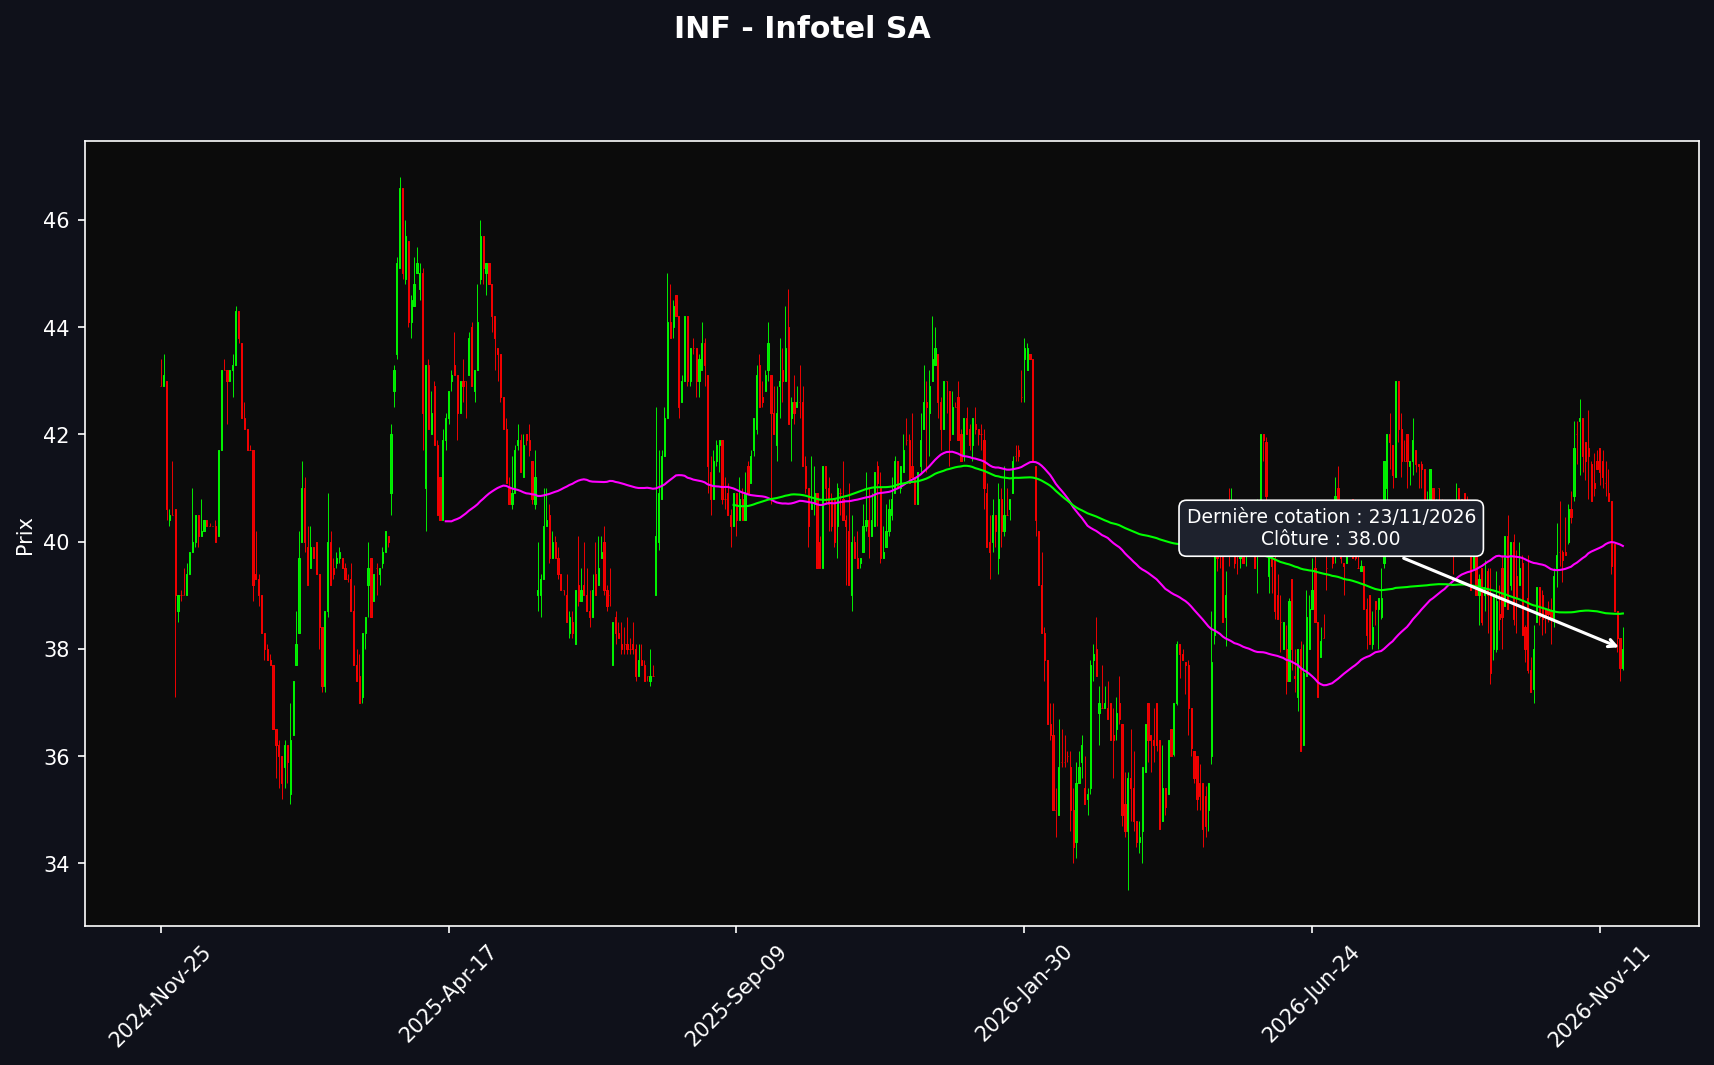 INF - Infotel SA
Prix
46
44
42
40
38
36
34
Dernière cotation : 23/11/2026
Clôture : 38.00
2024-Nov-25
2025-Apr-17
2025-Sep-09
2026-Jan-30
2026-Jun-24
2026-Nov-11